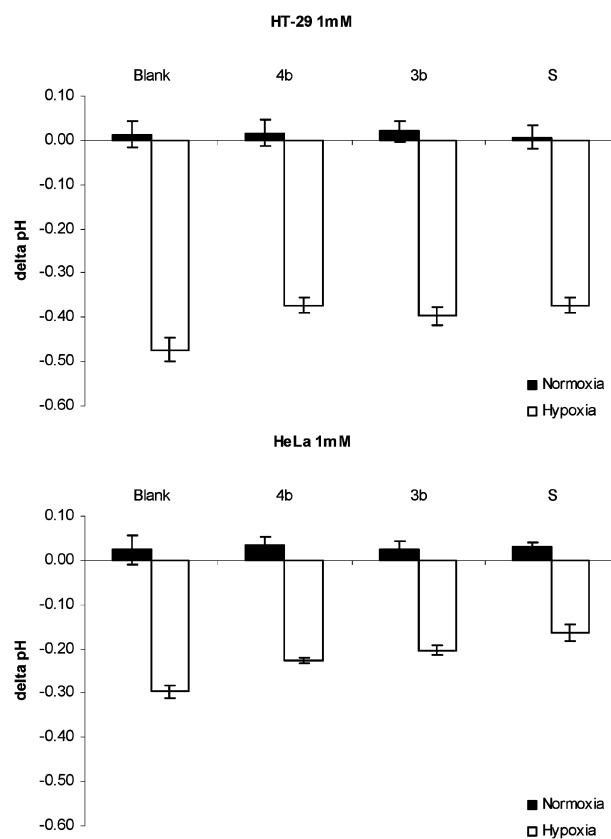 HT-29 1mM
Blank 4b 3b S
0.10
0.00
-0.10
-0.20
-0.30
-0.40
-0.50
-0.60
delta pH
Normoxia
Hypoxia
HeLa 1mM
Blank 4b 3b S
0.10
0.00
-0.10
-0.20
-0.30
-0.40
-0.50
-0.60
delta pH
Normoxia
Hypoxia